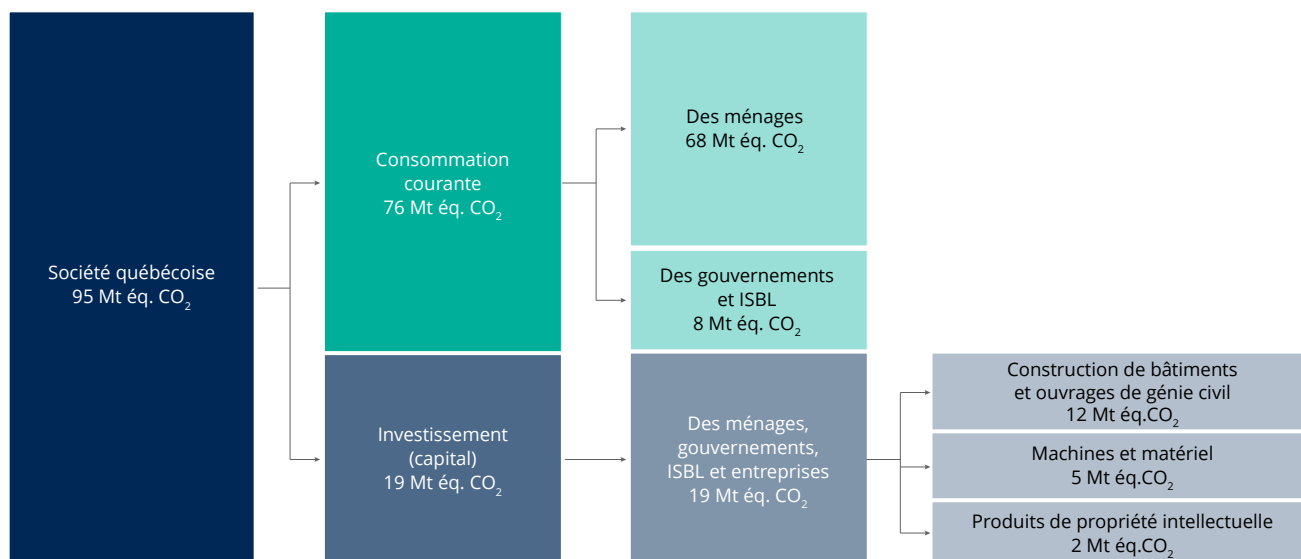 Société québécoise
95 Mt éq. CO₂
Consommation
courante
76 Mt éq. CO₂
Investissement
(capital)
19 Mt éq. CO₂
Des ménages
68 Mt éq. CO₂
Des gouvernements
et ISBL
8 Mt éq. CO₂
Des ménages,
gouvernements,
ISBL et entreprises
19 Mt éq. CO₂
Construction de bâtiments
et ouvrages de génie civil
12 Mt éq.CO₂
Machines et matériel
5 Mt éq.CO₂
Produits de propriété intellectuelle
2 Mt éq.CO₂